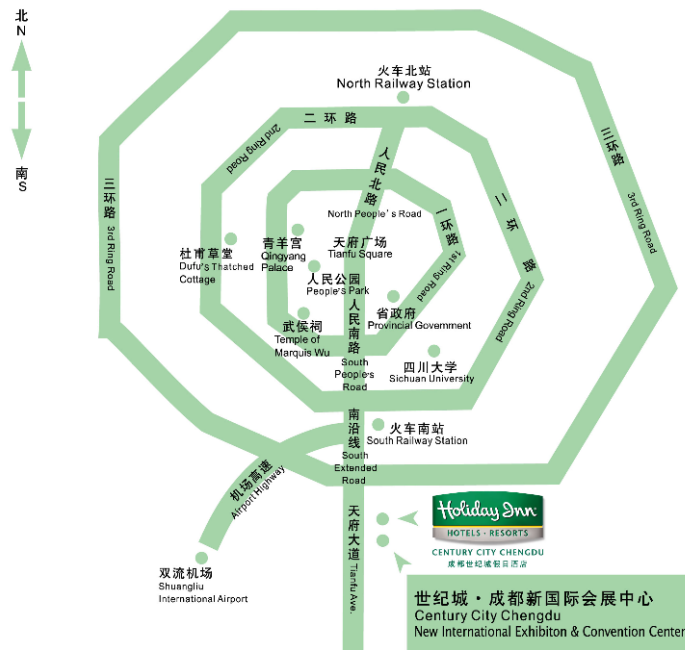 北
N
南S
火车北站
North Railway Station
二环路
2nd Ring Road
人民北路
North People's Road
三环路
3rd Ring Road
三环路
3rd Ring Road
一环路
1st Ring Road
二环路
2nd Ring Road
杜甫草堂
Dufu's Thatched
Cottage
青羊宫
Qingyang
Palace
天府广场
Tianfu Square
人民公园
People's Park
武侯祠
Temple of
Marquis Wu
人民南路
South
People's
Road
省政府
Provincial Government
四川大学
Sichuan University
南沿线
South
Extended
Road
火车南站
South Railway Station
机场高速
Airport Highway
双流机场
Shuangliu
International Airport
天府大道
Tianfu Ave.
Holiday Inn
HOTELS · RESORTS
CENTURY CITY CHENGDU
成都世纪城假日酒店
世纪城·成都新国际会展中心
Century City Chengdu
New International Exhibiton & Convention Center